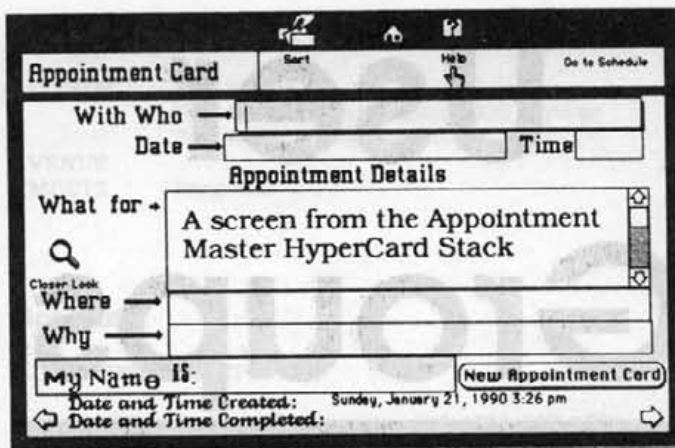 Sort
Help
Go to Schedule
Appointment Card
With Who
Date
Time
Appointment Details
What for
A screen from the Appointment
Master HyperCard Stack
Closer Look
Where
Why
My Name is:
New Appointment Card
Date and Time Created: Sunday, January 21, 1990 3:26 pm
Date and Time Completed: